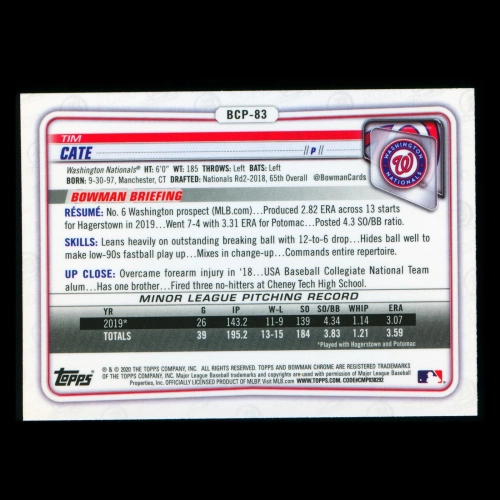 BCP-83
TIM
CATE //P//
WASHINGTON NATIONALS
W
Washington Nationals® HT: 6'0" WT: 185 THROWS: Left BATS: Left
BORN: 9-30-97, Manchester, CT DRAFTED: Nationals Rd2-2018, 65th Overall @BowmanCards
BOWMAN BRIEFING
RÉSUMÉ: No. 6 Washington prospect (MLB.com)...Produced 2.82 ERA across 13 starts
for Hagerstown in 2019...Went 7-4 with 3.31 ERA for Potomac...Posted 4.3 SO/BB ratio.
SKILLS: Leans heavily on outstanding breaking ball with 12-to-6 drop...Hides ball well to
make low-90s fastball play up...Mixes in change-up...Commands entire repertoire.
UP CLOSE: Overcame forearm injury in '18...USA Baseball Collegiate National Team
alum...Has one brother...Fired three no-hitters at Cheney Tech High School.
MINOR LEAGUE PITCHING RECORD
YR G IP W-L SO SO/BB WHIP ERA
2019* 26 143.2 11-9 139 4.34 1.14 3.07
TOTALS 39 195.2 13-15 184 3.83 1.21 3.59
*Played with Hagerstown and Potomac
Topps
® & © 2020 THE TOPPS COMPANY, INC. ALL RIGHTS RESERVED. TOPPS AND BOWMAN CHROME ARE REGISTERED TRADEMARKS
OF THE TOPPS COMPANY, INC. Major League Baseball trademarks and copyrights are used with permission of Major League Baseball
Properties, Inc. OFFICIALLY LICENSED PRODUCT OF MLBP. Visit MLB.com WWW.TOPPS.COM. CODE#CMP038292